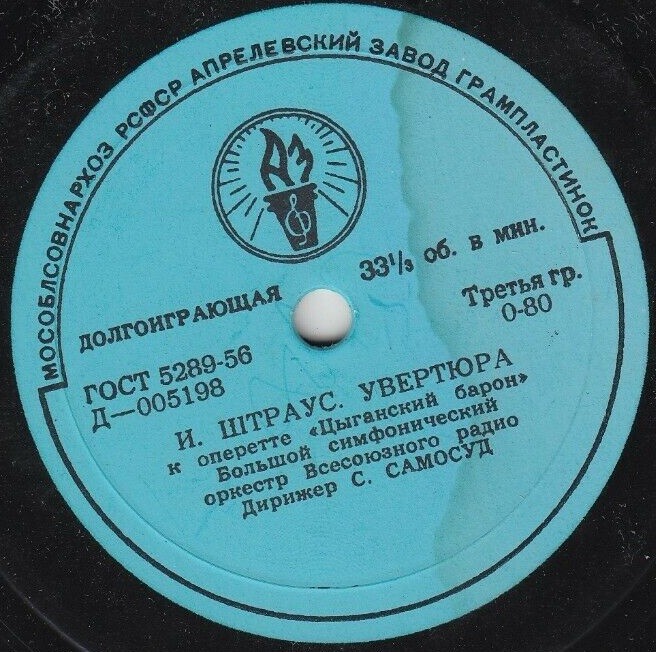 МОСОБЛСОВНАРХОЗ РСФСР АПРЕЛЕВСКИЙ ЗАВОД ГРАМПЛАСТИНОК
АЗ
ДОЛГОИГРАЮЩАЯ
33⅓ об. в мин.
ГОСТ 5289-56
Третья гр.
Д—005198
0-80
И. ШТРАУС. УВЕРТЮРА
к оперетте «Цыганский барон»
Большой симфонический
оркестр Всесоюзного радио
Дирижер С. САМОСУД